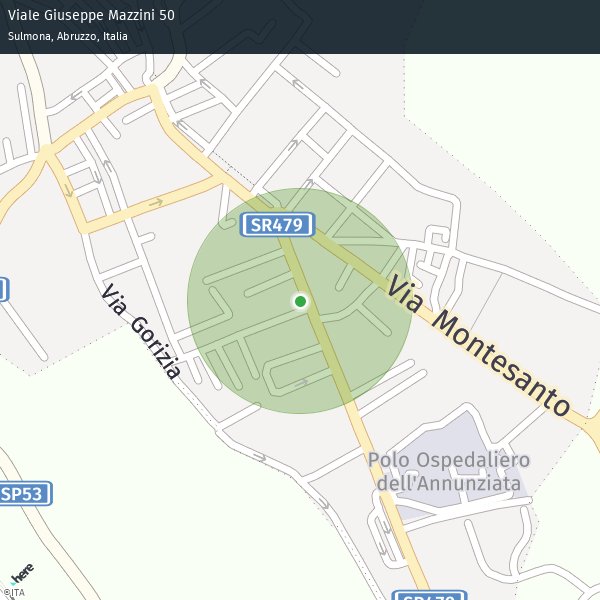 Viale Giuseppe Mazzini 50
Sulmona, Abruzzo, Italia
SR479
Via Montesanto
Via Gorizia
Polo Ospedaliero
dell'Annunziata
SP53
here
©ITA
SR479